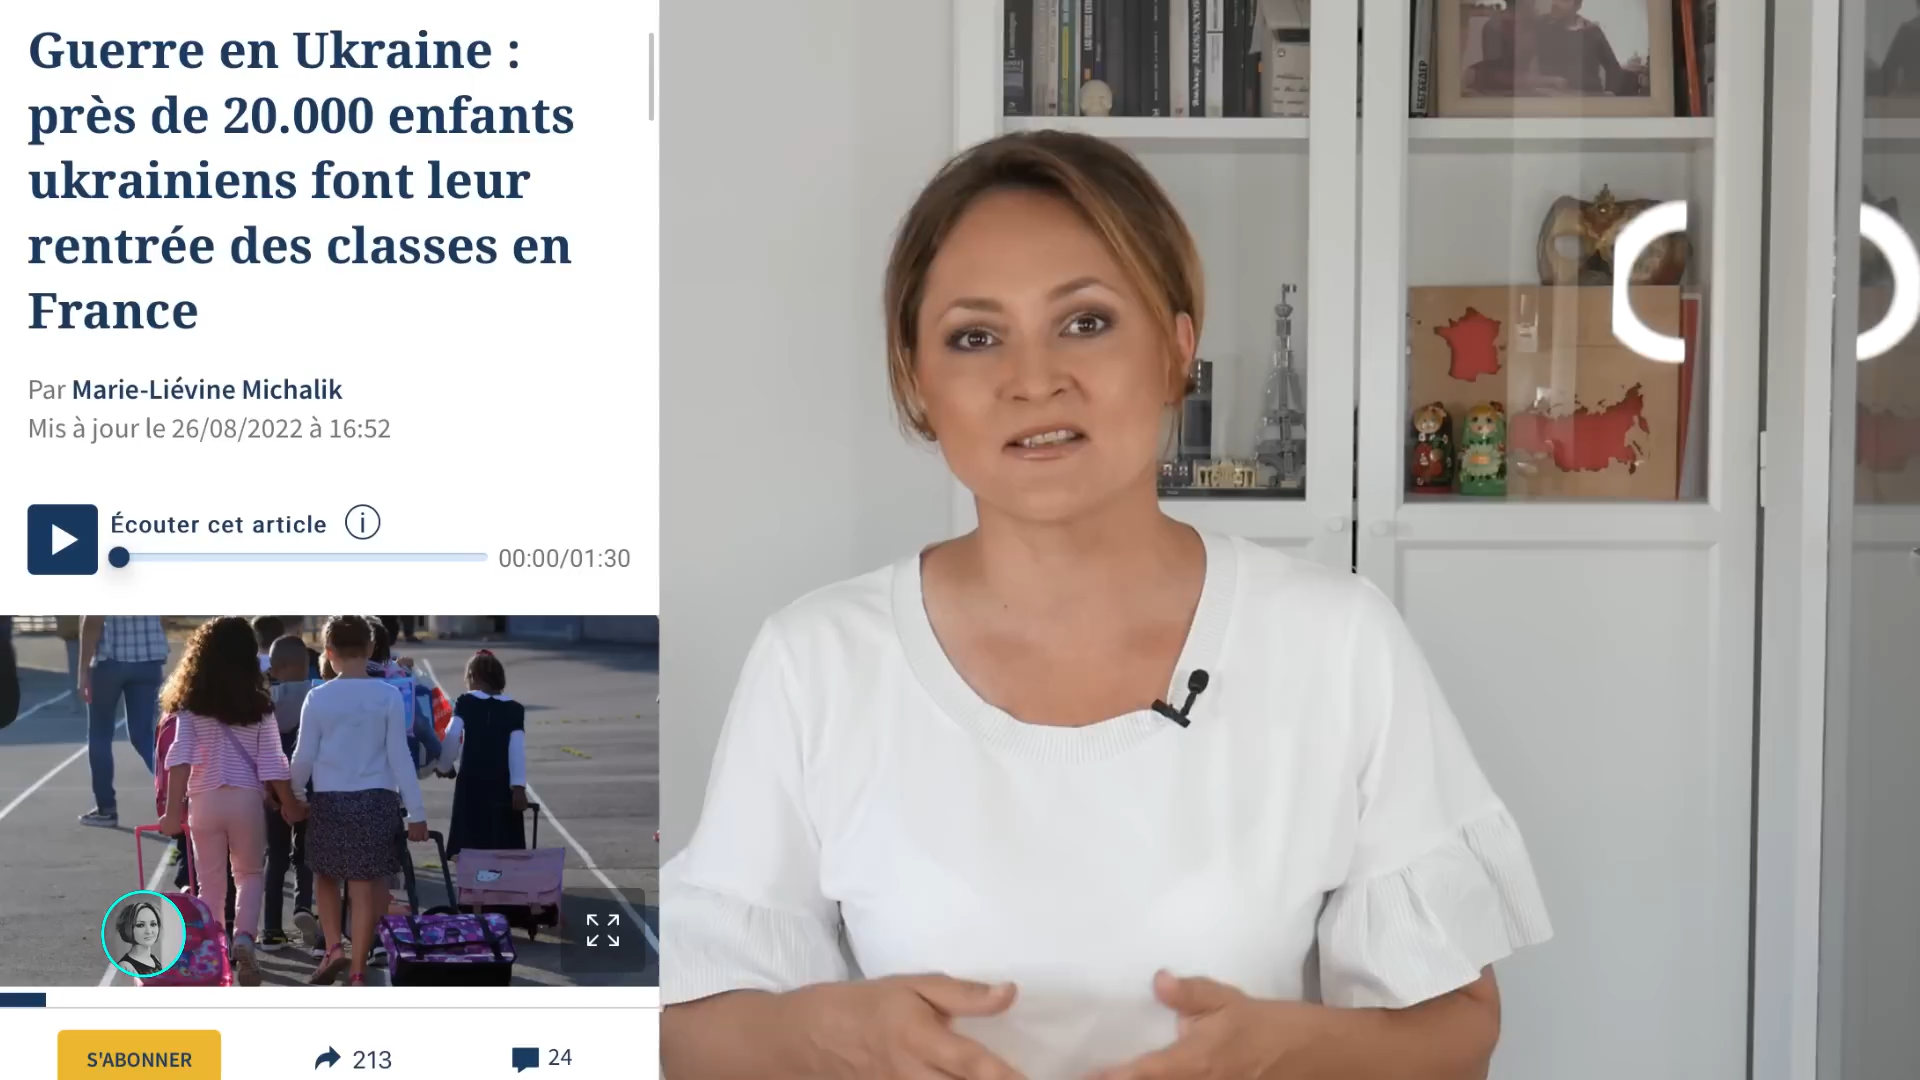 Guerre en Ukraine :
près de 20.000 enfants
ukrainiens font leur
rentrée des classes en
France
Par Marie-Liévine Michalik
Mis à jour le 26/08/2022 à 16:52
Écouter cet article i
00:00/01:30
S'ABONNER
213
24
БЕГБЕДЕР